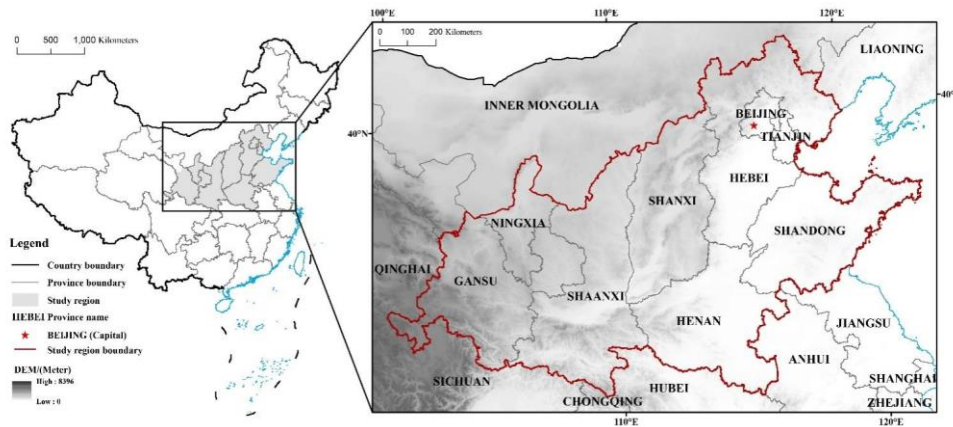 0 500 1,000 Kilometers
40°N
Legend
Country boundary
Province boundary
Study region
HEBEI Province name
BEIJING (Capital)
Study region boundary
DEM/(Meter)
High : 8396
Low : 0
100°E 110°E 120°E
0 100 200 Kilometers
LIAONING
40°N
INNER MONGOLIA
BEIJING
TIANJIN
HEBEI
SHANXI
NINGXIA
SHANDONG
QINGHAI
GANSU
SHAANXI
HENAN
JIANGSU
ANHUI
SICHUAN
HUBEI
SHANGHAI
CHONGQING
ZHEJIANG
110°E 120°E